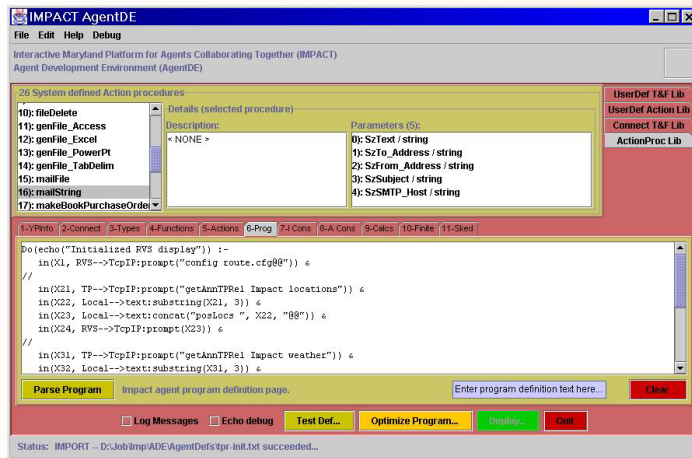 IMPACT AgentDE
File Edit Help Debug
Interactive Maryland Platform for Agents Collaborating Together (IMPACT)
Agent Development Environment (AgentDE)
26 System defined Action procedures
10): fileDelete
11): genFile_Access
12): genFile_Excel
13): genFile_PowerPt
14): genFile_TabDelim
15): mailFile
16): mailString
17): makeBookPurchaseOrde
Details (selected procedure)
Description:
< NONE >
Parameters (5):
0): SzText / string
1): SzTo_Address / string
2): SzFrom_Address / string
3): SzSubject / string
4): SzSMTP_Host / string
UserDef T&F Lib
UserDef Action Lib
Connect T&F Lib
ActionProc Lib
1-YPInfo 2-Connect 3-Types 4-Functions 5-Actions 6-Prog 7-I Cons 8-A Cons 9-Calcs 10-Finite 11-Sked
Do(echo("Initialized RVS display")) :-
in(X1, RVS-->TcpIP:prompt("config route.cfg@@")) &
//
in(X21, TP-->TcpIP:prompt("getAnnTPRel Impact locations")) &
in(X22, Local-->text:substring(X21, 3)) &
in(X23, Local-->text:concat("posLocs ", X22, "@@")) &
in(X24, RVS-->TcpIP:prompt(X23)) &
//
in(X31, TP-->TcpIP:prompt("getAnnTPRel Impact weather")) &
in(X32, Local-->text:substring(X31, 3)) &
Parse Program Impact agent program definition page. Enter program definition text here... Clear
Log Messages Echo debug Test Def... Optimize Program... Deploy... Quit
Status: IMPORT -- D:\Job\Imp\ADE\AgentDefs\tpr-init.txt succeeded...